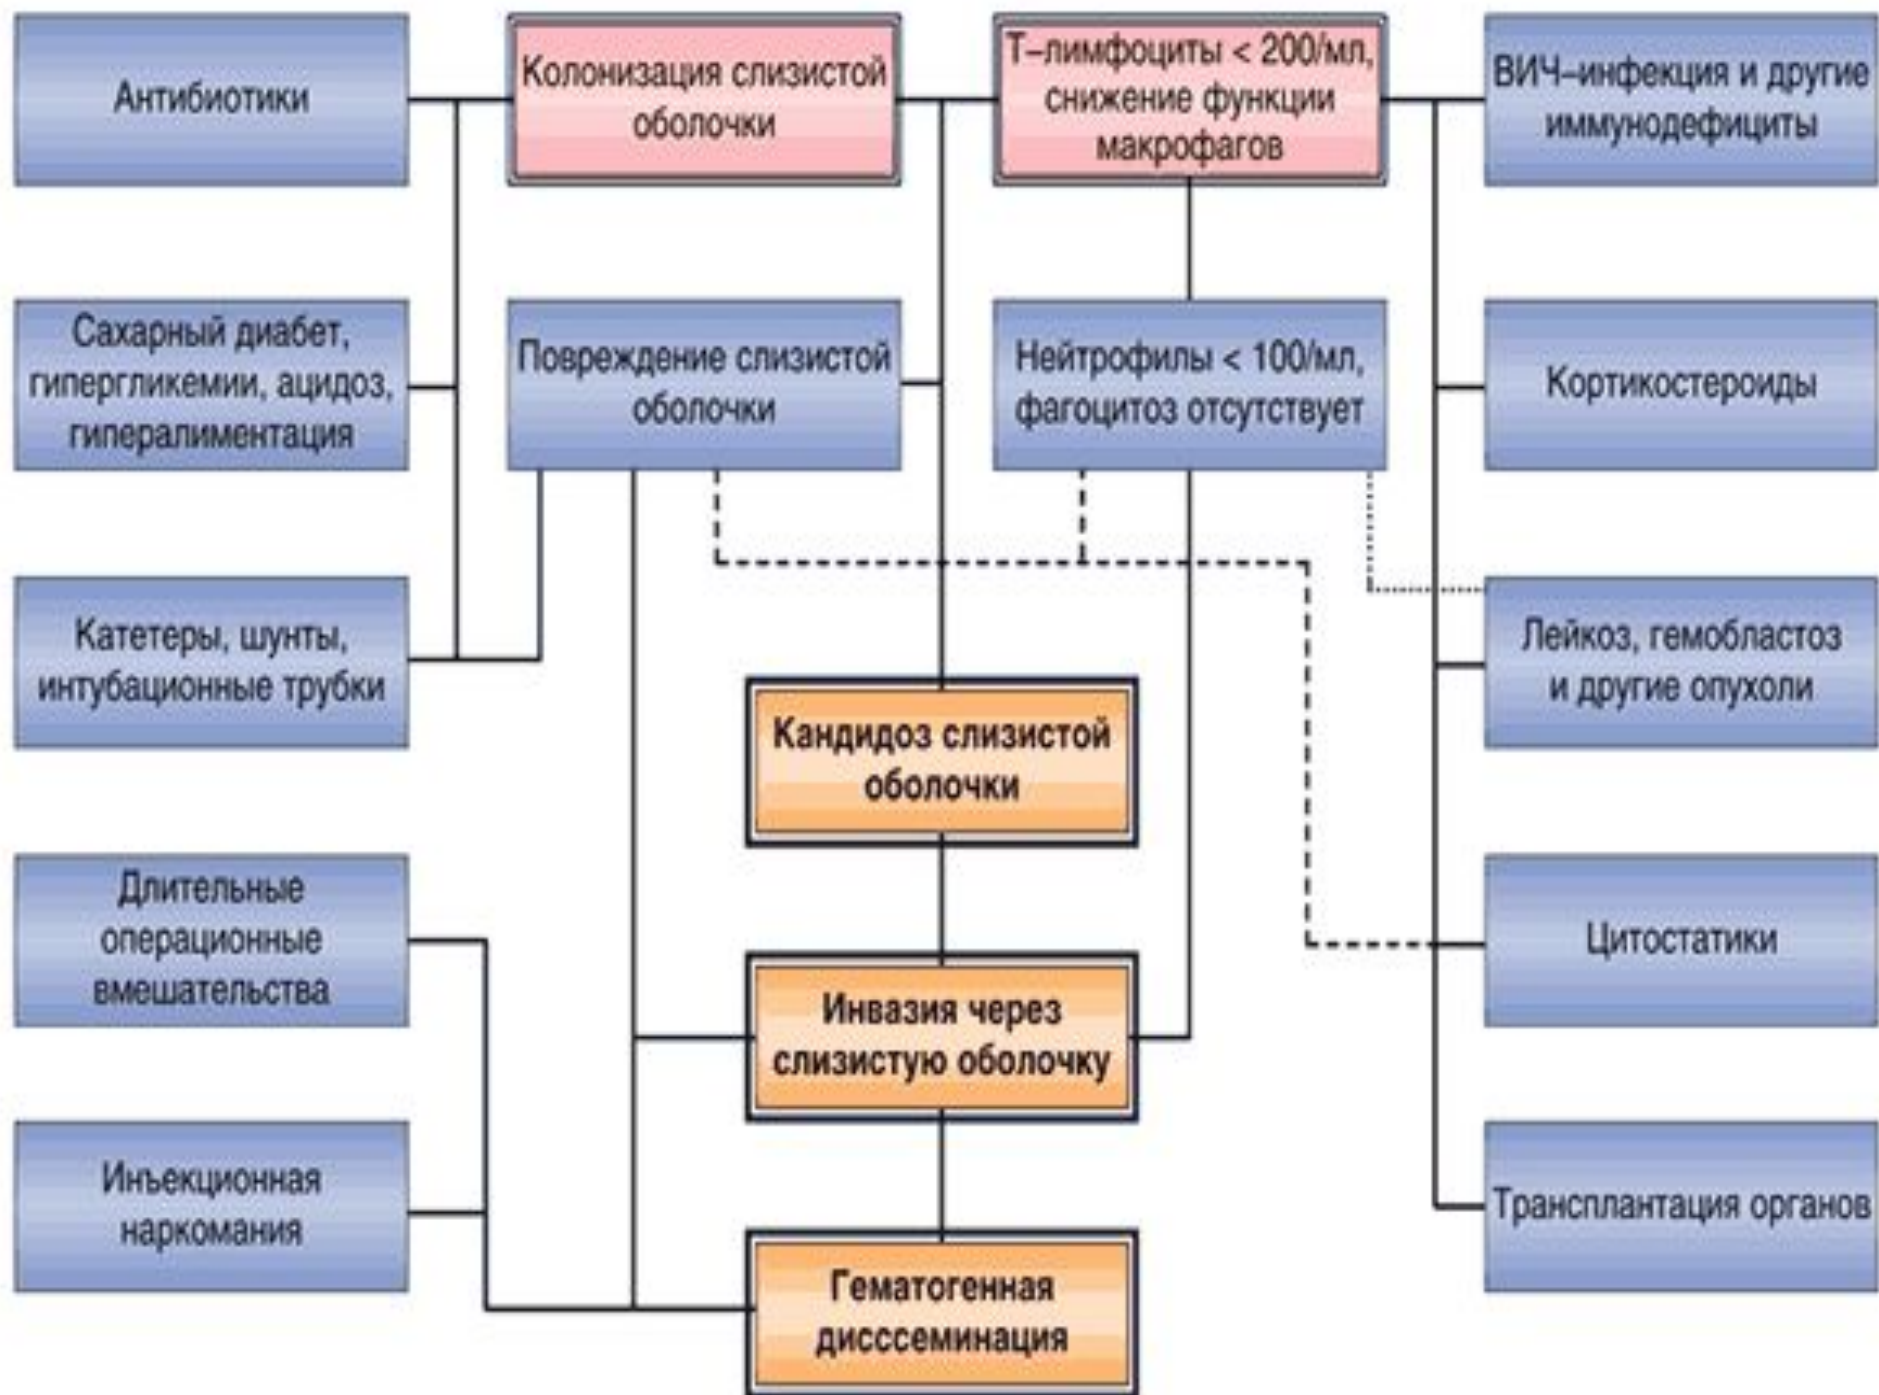 Антибиотики
Колонизация слизистой
оболочки
Т–лимфоциты < 200/мл,
снижение функции
макрофагов
ВИЧ–инфекция и другие
иммунодефициты
Сахарный диабет,
гипергликемии, ацидоз,
гипералиментация
Повреждение слизистой
оболочки
Нейтрофилы < 100/мл,
фагоцитоз отсутствует
Кортикостероиды
Катетеры, шунты,
интубационные трубки
Лейкоз, гемобластоз
и другие опухоли
Кандидоз слизистой
оболочки
Длительные
операционные
вмешательства
Цитостатики
Инвазия через
слизистую оболочку
Инъекционная
наркомания
Трансплантация органов
Гематогенная
дисссеминация